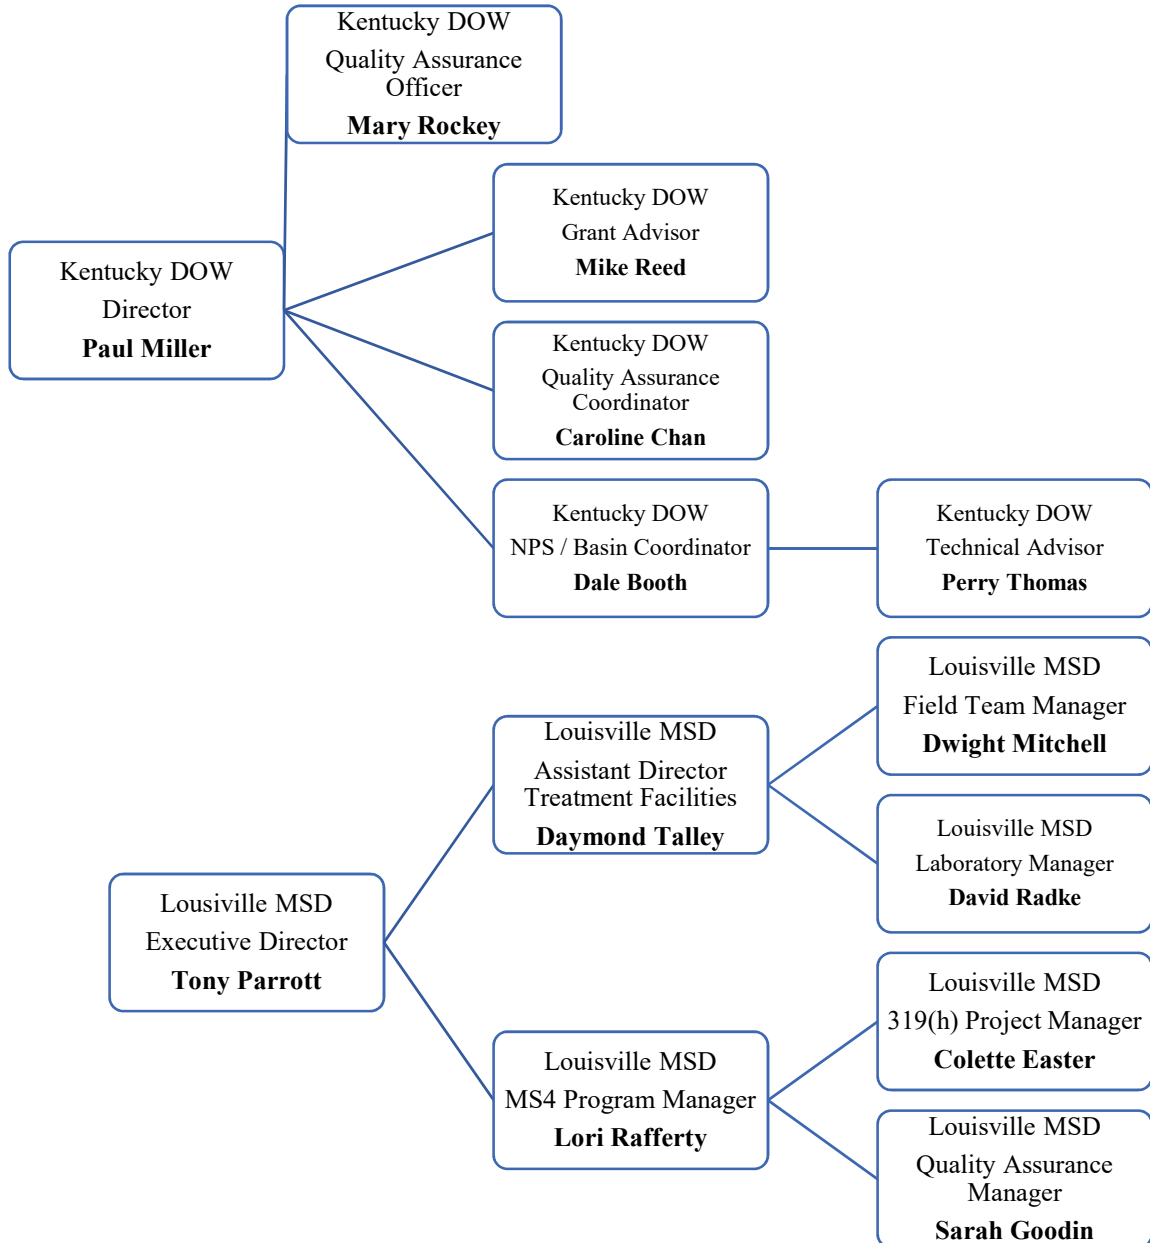 Kentucky DOW
Quality Assurance
Officer
Mary Rockey
Kentucky DOW
Grant Advisor
Mike Reed
Kentucky DOW
Director
Paul Miller
Kentucky DOW
Quality Assurance
Coordinator
Caroline Chan
Kentucky DOW
NPS / Basin Coordinator
Dale Booth
Kentucky DOW
Technical Advisor
Perry Thomas
Louisville MSD
Field Team Manager
Dwight Mitchell
Louisville MSD
Assistant Director
Treatment Facilities
Daymond Talley
Louisville MSD
Laboratory Manager
David Radke
Lousiville MSD
Executive Director
Tony Parrott
Louisville MSD
319(h) Project Manager
Colette Easter
Louisville MSD
MS4 Program Manager
Lori Rafferty
Louisville MSD
Quality Assurance
Manager
Sarah Goodin